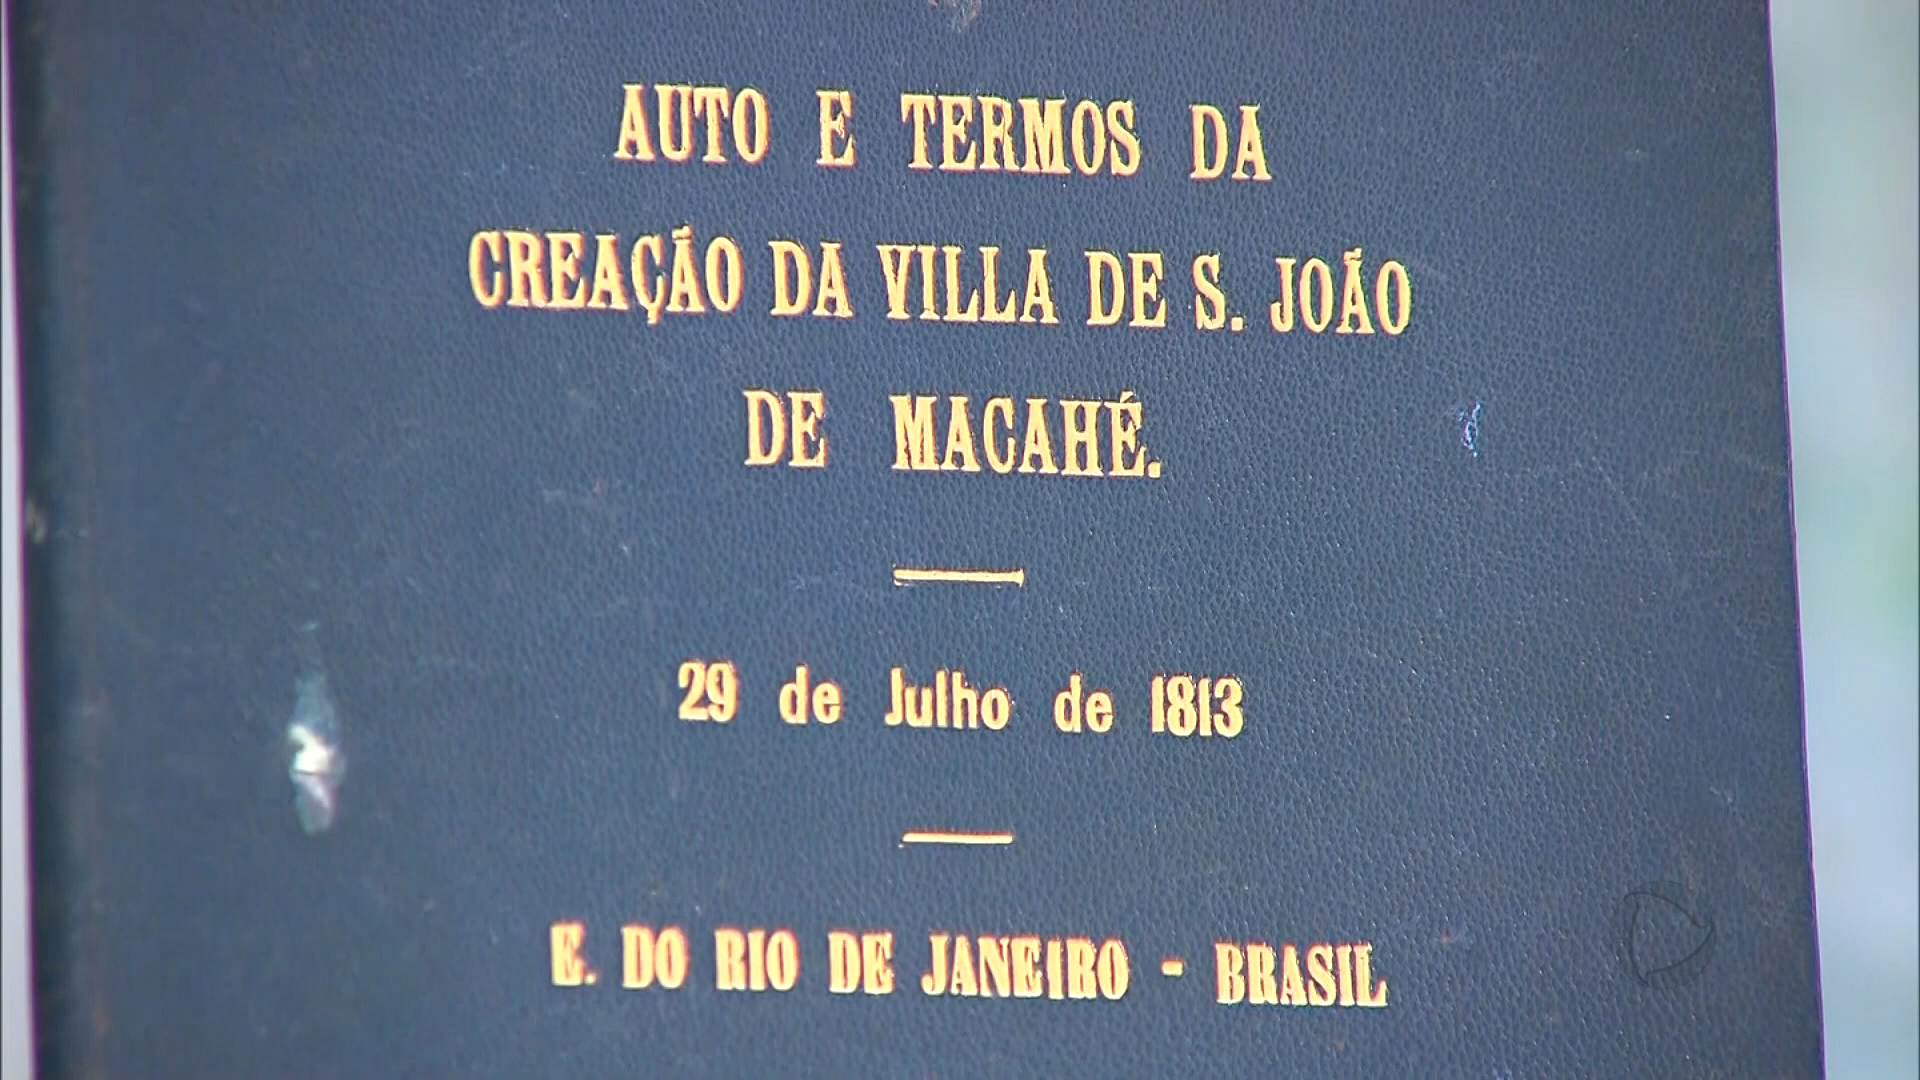 AUTO E TERMOS DA
CREAÇÃO DA VILLA DE S. JOÃO
DE MACAHÉ.
29 de Julho de 1813
E. DO RIO DE JANEIRO - BRASIL